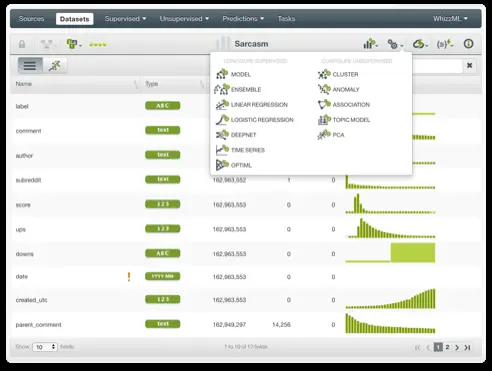 Sources Datasets Supervised Unsupervised Predictions Tasks WhizzML
Sarcasm
CONFIGURE SUPERVISED CONFIGURE UNSUPERVISED
MODEL CLUSTER
ENSEMBLE ANOMALY
LINEAR REGRESSION ASSOCIATION
LOGISTIC REGRESSION TOPIC MODEL
DEEPNET PCA
TIME SERIES
OPTIML
Name Type
label ABC
comment text
author text
subreddit text 162,963,552 1 0
score 123 162,963,553 0 0
ups 123 162,963,553 0 0
downs ABC 162,963,553 0 0
date ! YYYY-MM 162,963,553 0 0
created_utc 123 162,963,553 0 0
parent_comment text 162,949,297 14,256 0
Show 10 fields 1 to 10 of 12 fields 1 2